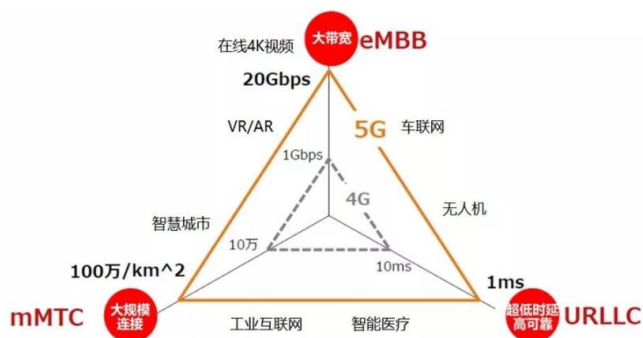 在线4K视频
大带宽
eMBB
20Gbps
VR/AR
5G
车联网
1Gbps
4G
智慧城市
无人机
10万
10ms
100万/km^2
1ms
mMTC
大规模
连接
工业互联网
智能医疗
超低时延
高可靠
URLLC